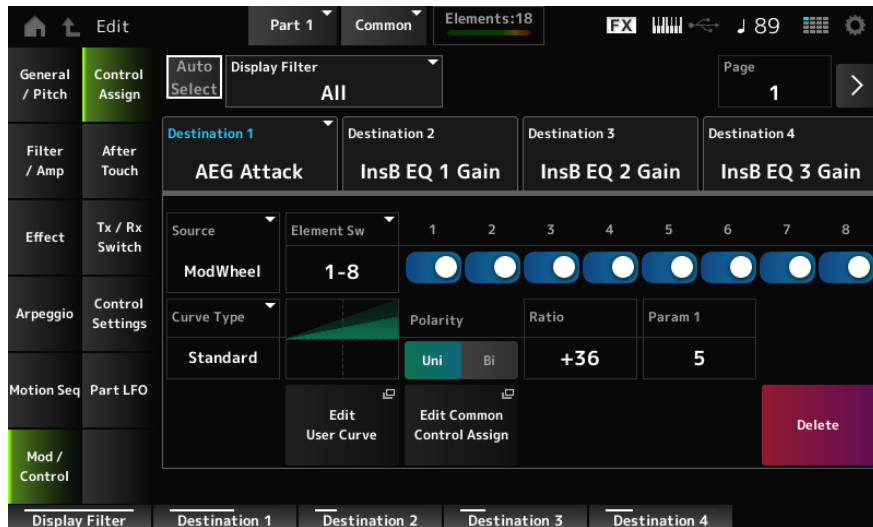 Edit
Part 1
Common
Elements:18
FX
♩ 89
General
/ Pitch
Control
Assign
Auto
Select
Display Filter
All
Page
1
Filter
/ Amp
After
Touch
Destination 1
AEG Attack
Destination 2
InsB EQ 1 Gain
Destination 3
InsB EQ 2 Gain
Destination 4
InsB EQ 3 Gain
Effect
Tx / Rx
Switch
Source
ModWheel
Element Sw
1-8
1 2 3 4 5 6 7 8
Arpeggio
Control
Settings
Curve Type
Standard
Polarity
Uni
Bi
Ratio
+36
Param 1
5
Motion Seq
Part LFO
Edit
User Curve
Edit Common
Control Assign
Delete
Mod /
Control
Display Filter
Destination 1
Destination 2
Destination 3
Destination 4